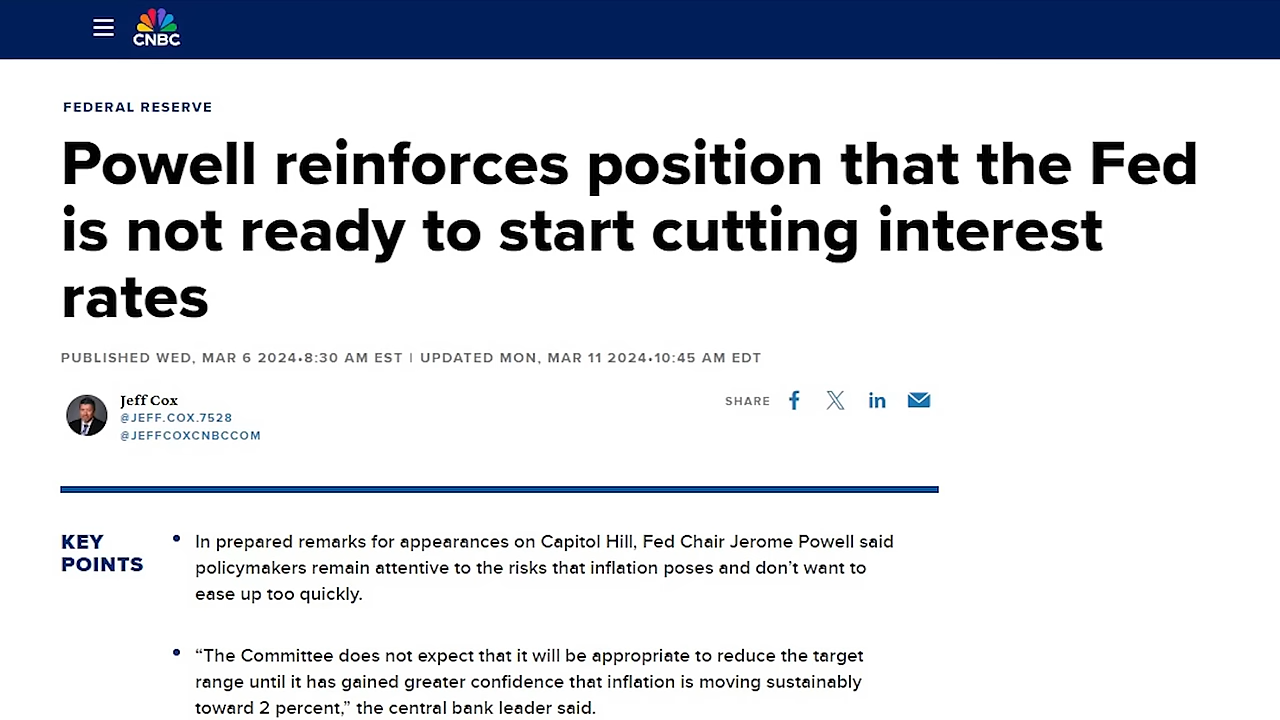 CNBC
FEDERAL RESERVE
Powell reinforces position that the Fed
is not ready to start cutting interest
rates
PUBLISHED WED, MAR 6 2024•8:30 AM EST | UPDATED MON, MAR 11 2024•10:45 AM EDT
Jeff Cox
@JEFF.COX.7528
@JEFFCOXCNBCCOM
SHARE
KEY
POINTS
• In prepared remarks for appearances on Capitol Hill, Fed Chair Jerome Powell said
policymakers remain attentive to the risks that inflation poses and don’t want to
ease up too quickly.
• “The Committee does not expect that it will be appropriate to reduce the target
range until it has gained greater confidence that inflation is moving sustainably
toward 2 percent,” the central bank leader said.